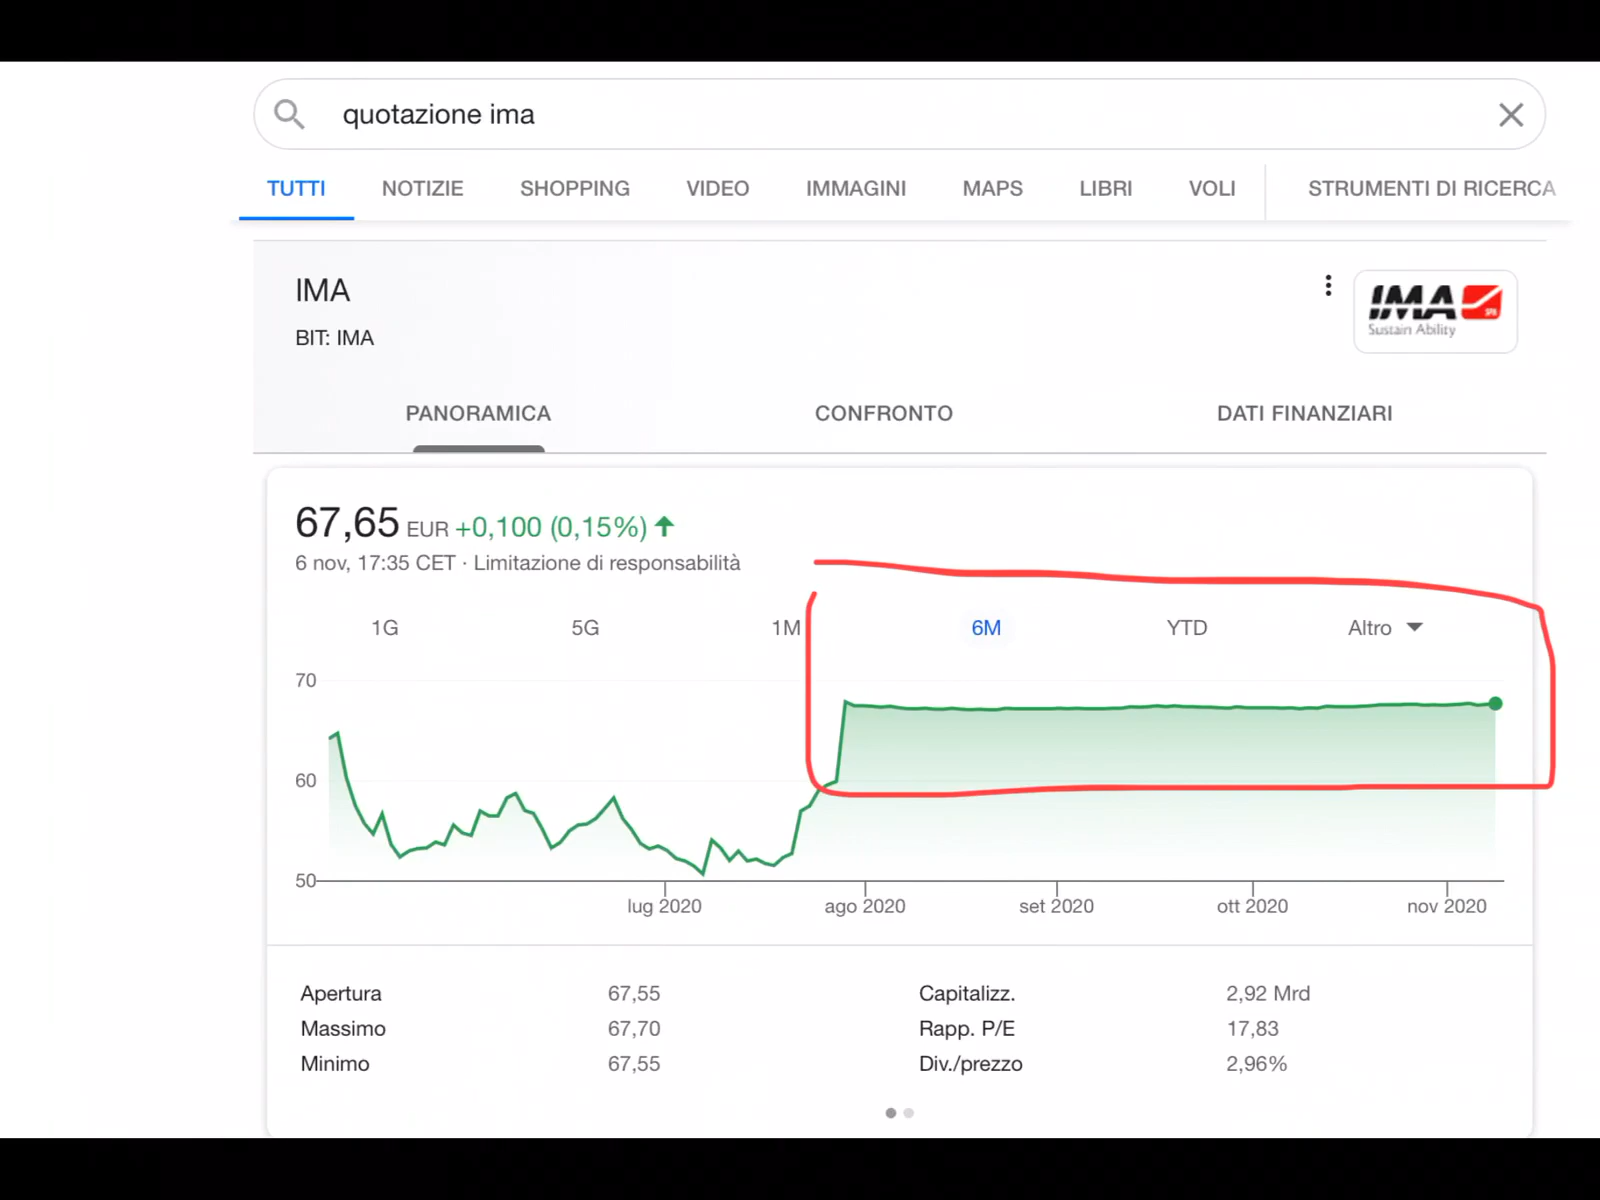 quotazione ima
TUTTI NOTIZIE SHOPPING VIDEO IMMAGINI MAPS LIBRI VOLI STRUMENTI DI RICERCA
IMA
BIT: IMA
IMA SPA
Sustain Ability
PANORAMICA CONFRONTO DATI FINANZIARI
67,65 EUR +0,100 (0,15%)
6 nov, 17:35 CET · Limitazione di responsabilità
1G 5G 1M 6M YTD Altro
70
60
50
lug 2020 ago 2020 set 2020 ott 2020 nov 2020
Apertura 67,55 Capitalizz. 2,92 Mrd
Massimo 67,70 Rapp. P/E 17,83
Minimo 67,55 Div./prezzo 2,96%